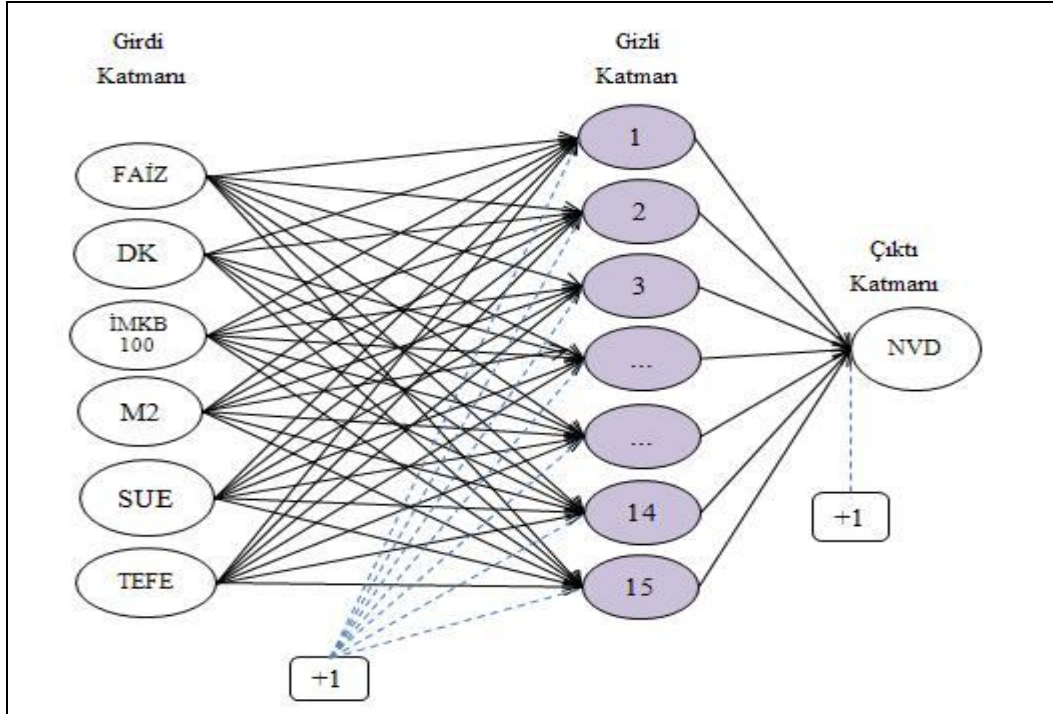 Girdi
Katmanı
Gizli
Katman
Çıktı
Katmanı
FAİZ
DK
İMKB
100
M2
SUE
TEFE
1
2
3
...
...
14
15
NVD
+1
+1